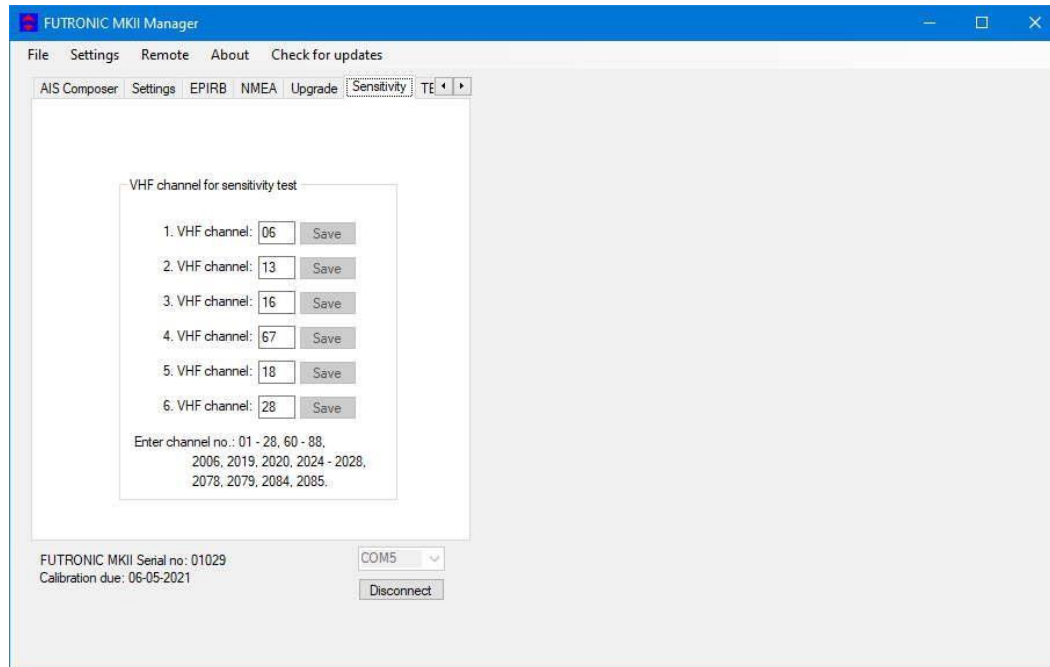 FUTRONIC MKII Manager
File Settings Remote About Check for updates
AIS Composer Settings EPIRB NMEA Upgrade Sensitivity TE
VHF channel for sensitivity test
1. VHF channel: 06 Save
2. VHF channel: 13 Save
3. VHF channel: 16 Save
4. VHF channel: 67 Save
5. VHF channel: 18 Save
6. VHF channel: 28 Save
Enter channel no.: 01 - 28, 60 - 88,
2006, 2019, 2020, 2024 - 2028,
2078, 2079, 2084, 2085.
FUTRONIC MKII Serial no: 01029
COM5
Calibration due: 06-05-2021
Disconnect